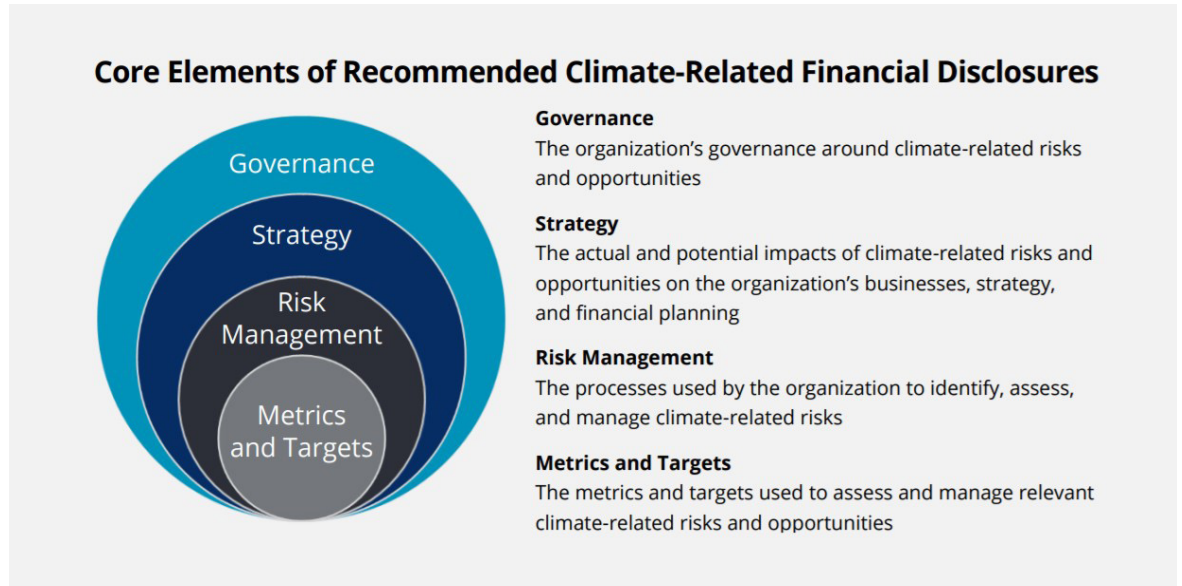 Core Elements of Recommended Climate-Related Financial Disclosures
Governance
Strategy
Risk
Management
Metrics
and Targets
Governance
The organization’s governance around climate-related risks
and opportunities
Strategy
The actual and potential impacts of climate-related risks and
opportunities on the organization’s businesses, strategy,
and financial planning
Risk Management
The processes used by the organization to identify, assess,
and manage climate-related risks
Metrics and Targets
The metrics and targets used to assess and manage relevant
climate-related risks and opportunities